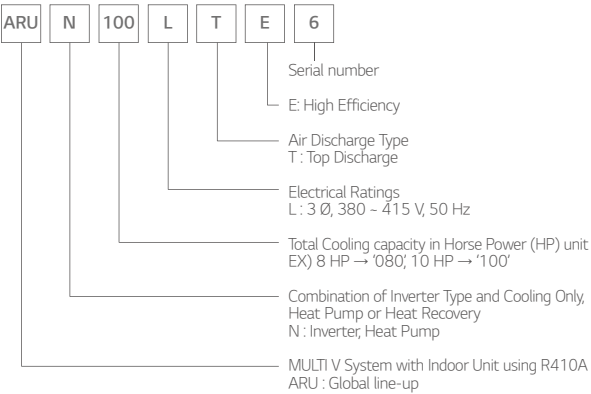 ARU N 100 L T E 6
Serial number
E: High Efficiency
Air Discharge Type
T : Top Discharge
Electrical Ratings
L : 3 Ø, 380 ~ 415 V, 50 Hz
Total Cooling capacity in Horse Power (HP) unit
EX) 8 HP → '080', 10 HP → '100'
Combination of Inverter Type and Cooling Only,
Heat Pump or Heat Recovery
N : Inverter, Heat Pump
MULTI V System with Indoor Unit using R410A
ARU : Global line-up